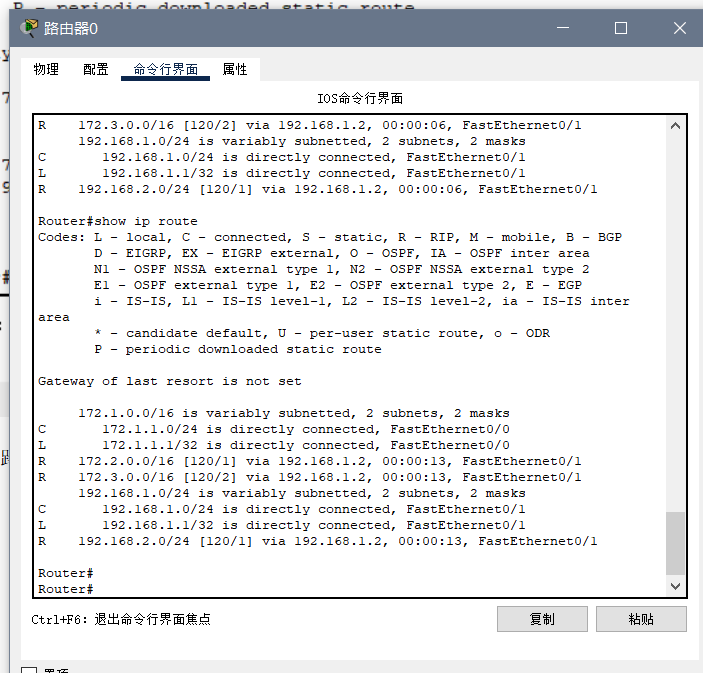 P - periodic downloaded static route
路由器0
物理 配置 命令行界面 属性
IOS命令行界面
R    172.3.0.0/16 [120/2] via 192.168.1.2, 00:00:06, FastEthernet0/1
     192.168.1.0/24 is variably subnetted, 2 subnets, 2 masks
C       192.168.1.0/24 is directly connected, FastEthernet0/1
L       192.168.1.1/32 is directly connected, FastEthernet0/1
R    192.168.2.0/24 [120/1] via 192.168.1.2, 00:00:06, FastEthernet0/1
Router#show ip route
Codes: L - local, C - connected, S - static, R - RIP, M - mobile, B - BGP
       D - EIGRP, EX - EIGRP external, O - OSPF, IA - OSPF inter area
       N1 - OSPF NSSA external type 1, N2 - OSPF NSSA external type 2
       E1 - OSPF external type 1, E2 - OSPF external type 2, E - EGP
       i - IS-IS, L1 - IS-IS level-1, L2 - IS-IS level-2, ia - IS-IS inter
area
       * - candidate default, U - per-user static route, o - ODR
       P - periodic downloaded static route
Gateway of last resort is not set
     172.1.0.0/16 is variably subnetted, 2 subnets, 2 masks
C       172.1.1.0/24 is directly connected, FastEthernet0/0
L       172.1.1.1/32 is directly connected, FastEthernet0/0
R    172.2.0.0/16 [120/1] via 192.168.1.2, 00:00:13, FastEthernet0/1
R    172.3.0.0/16 [120/2] via 192.168.1.2, 00:00:13, FastEthernet0/1
     192.168.1.0/24 is variably subnetted, 2 subnets, 2 masks
C       192.168.1.0/24 is directly connected, FastEthernet0/1
L       192.168.1.1/32 is directly connected, FastEthernet0/1
R    192.168.2.0/24 [120/1] via 192.168.1.2, 00:00:13, FastEthernet0/1
Router#
Router#
Ctrl+F6: 退出命令行界面焦点 复制 粘贴